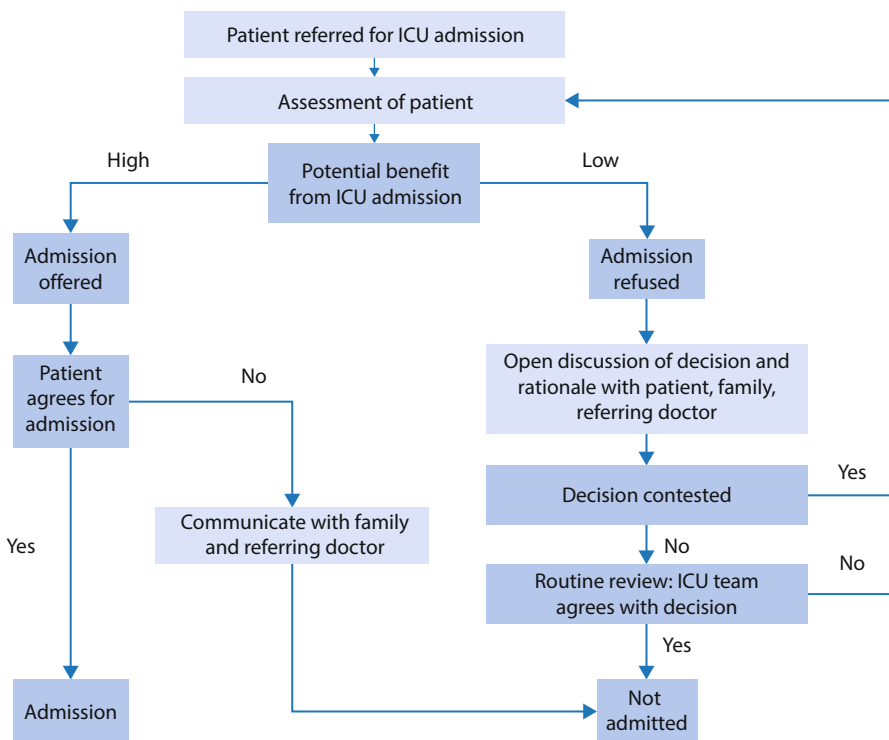 Patient referred for ICU admission
Assessment of patient
High
Potential benefit
from ICU admission
Low
Admission
offered
Admission
refused
Patient
agrees for
admission
No
Open discussion of decision and
rationale with patient, family,
referring doctor
Decision contested
Yes
Yes
Communicate with family
and referring doctor
No
Routine review: ICU team
agrees with decision
No
Yes
Admission
Not
admitted